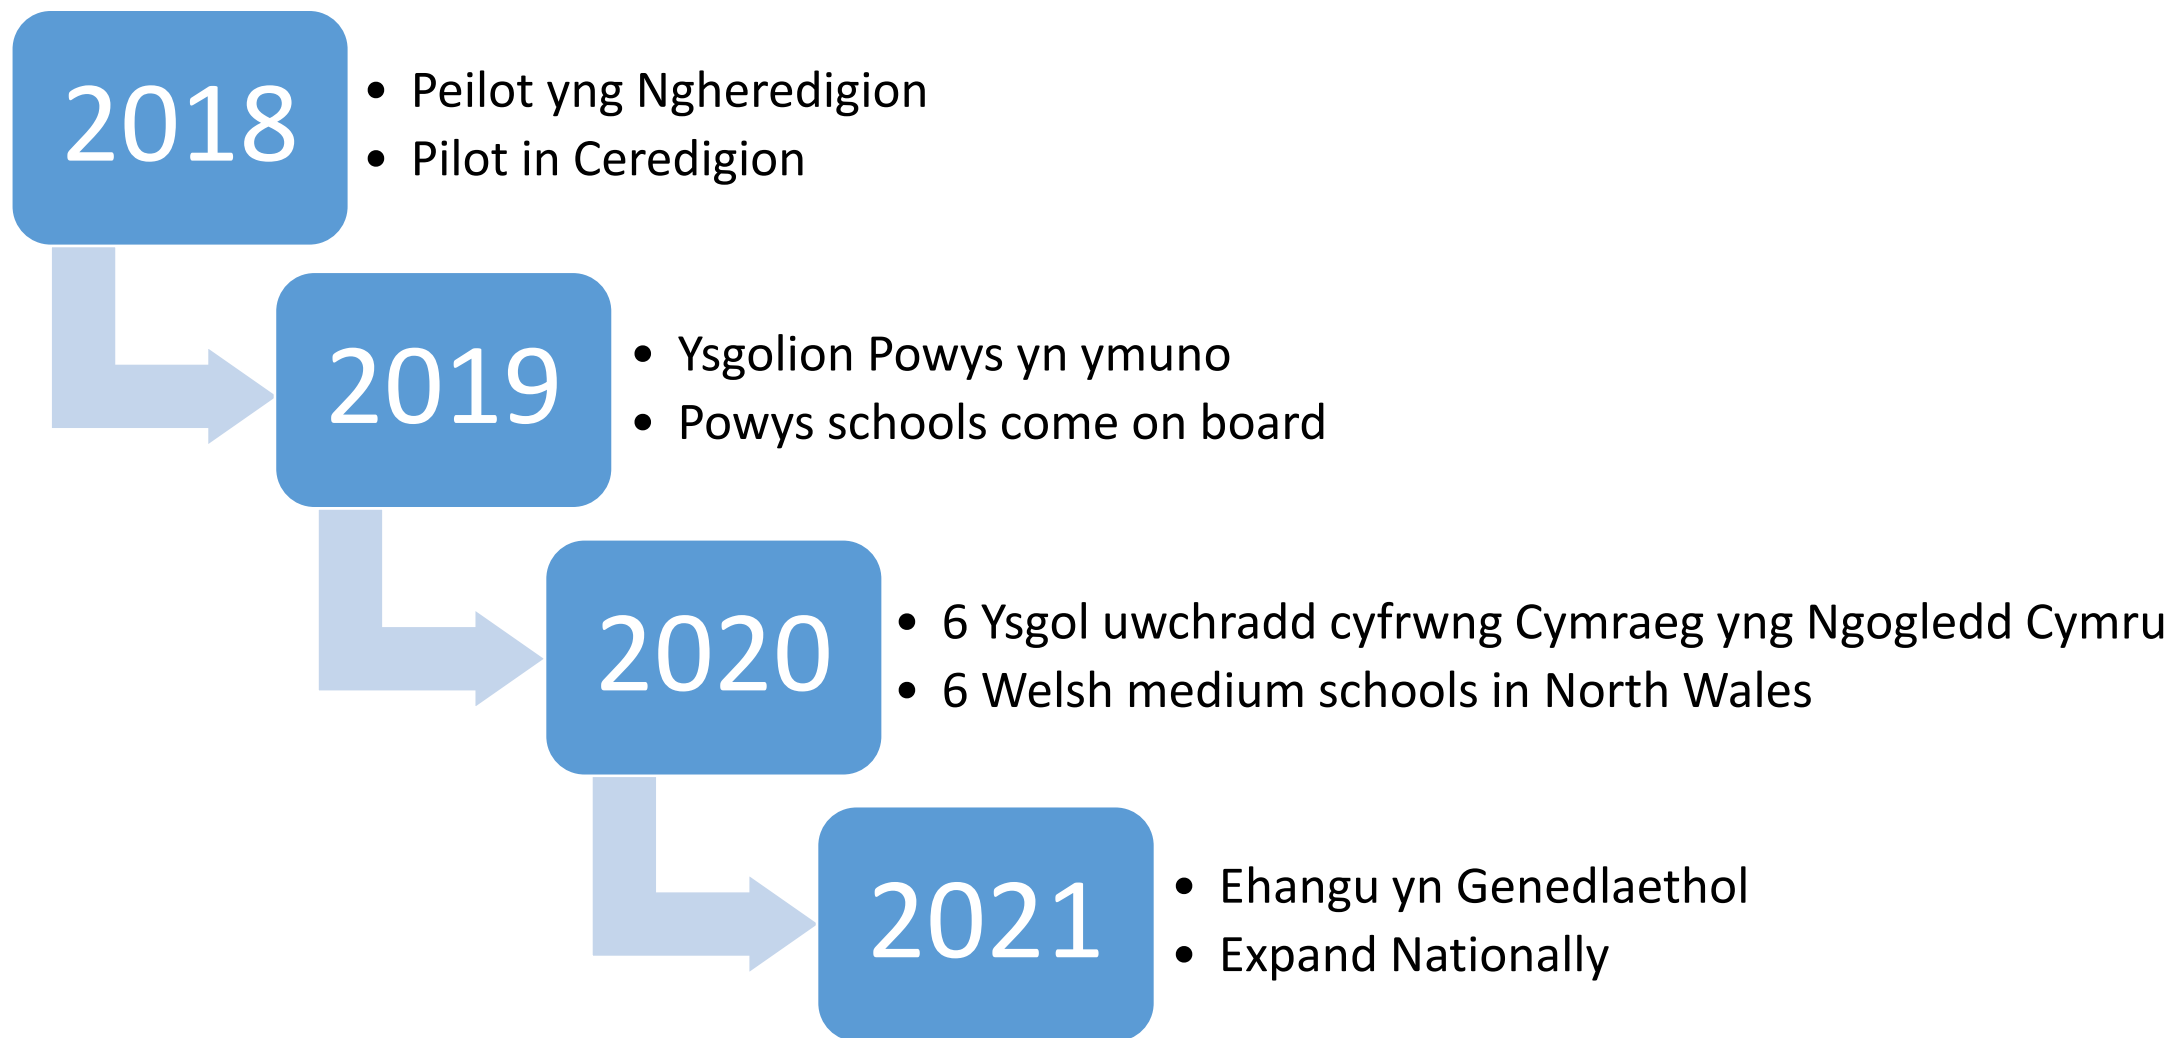 2018
• Peilot yng Ngheredigion
• Pilot in Ceredigion
2019
• Ysgolion Powys yn ymuno
• Powys schools come on board
2020
• 6 Ysgol uwchradd cyfrwng Cymraeg yng Ngogledd Cymru
• 6 Welsh medium schools in North Wales
2021
• Ehangu yn Genedlaethol
• Expand Nationally